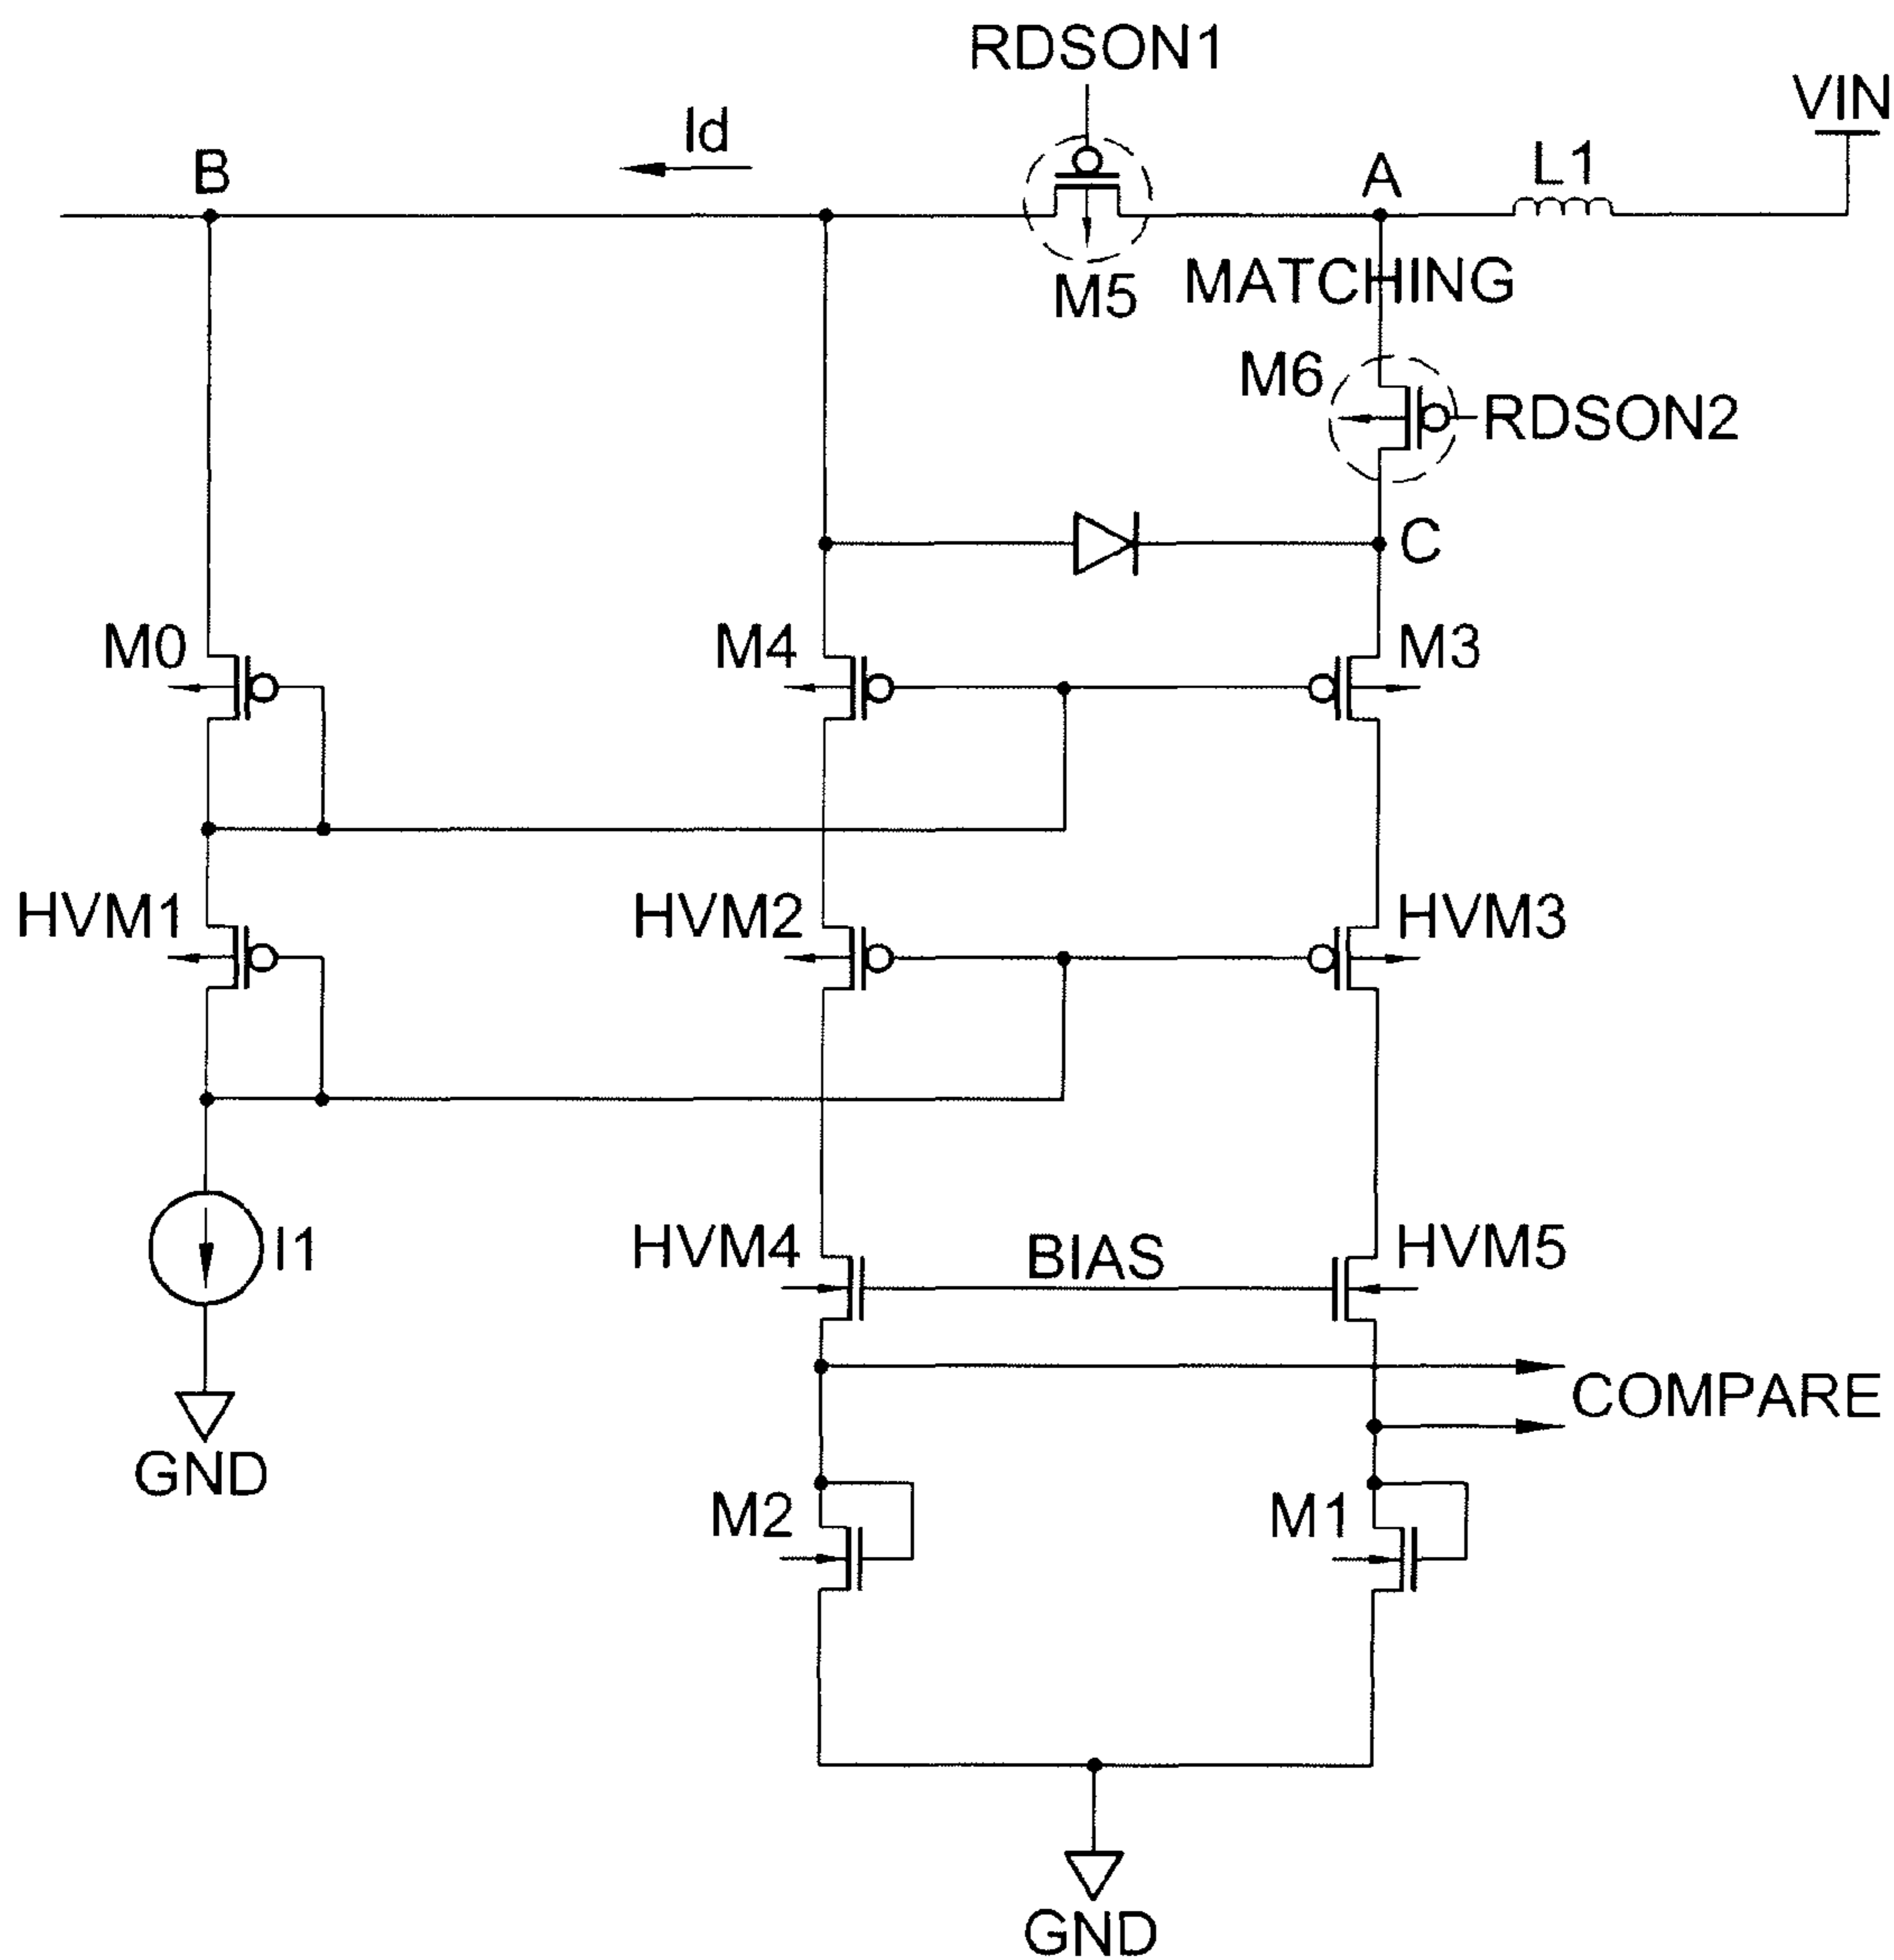 RDSON1
VIN
Id
B
A
L1
M5
MATCHING
M6
RDSON2
C
M0
M4
M3
HVM1
HVM2
HVM3
I1
HVM4
BIAS
HVM5
COMPARE
GND
M2
M1
GND